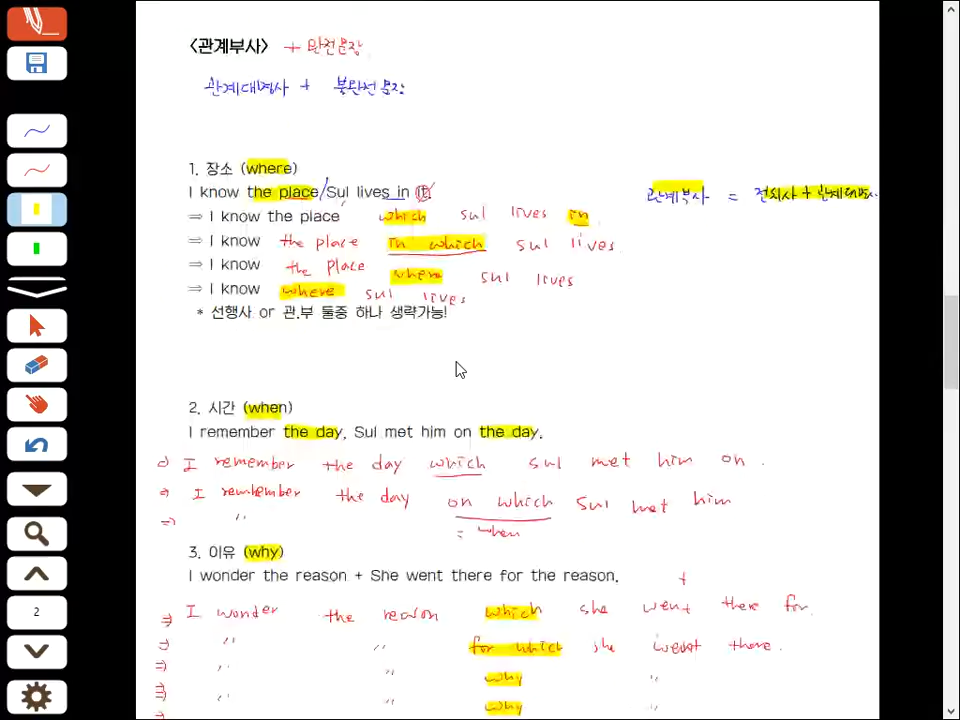 <관계부사> + 완전문장
관계대명사 + 불완전문장
1. 장소 (where)
I know the place/Sul lives in it.
관계부사 = 전치사 + 관계대명사
⇒ I know the place, which sul lives in
⇒ I know the place in which sul lives
⇒ I know the place where sul lives
⇒ I know where sul lives
* 선행사 or 관.부 둘중 하나 생략가능!
2. 시간 (when)
I remember the day, Sul met him on the day.
⇒ I remember the day which sul met him on.
⇒ I remember the day on which Sul met him
⇒ 〃
= when
3. 이유 (why)
I wonder the reason + She went there for the reason.
+
⇒ I wonder the reason which she went there for.
⇒ 〃 〃 for which she went there.
⇒ 〃 〃 why 〃
⇒ 〃 〃 why 〃
⇒
2